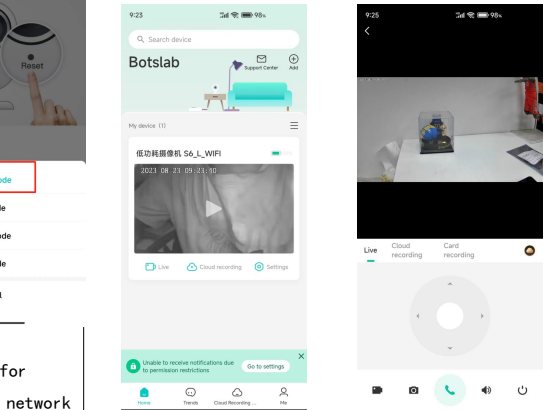 Reset
ode
de
ode
de
for
network
9:23
98%
Search device
Botslab
Support Center
Add
My device (1)
低功耗摄像机 S6_L_WIFI
2023 08 23 09:23:10
Live
Cloud recording
Settings
Unable to receive notifications due
to permission restrictions
Go to settings
Home
Trends
Cloud Recording ...
Me
9:25
98%
Live
Cloud
recording
Card
recording